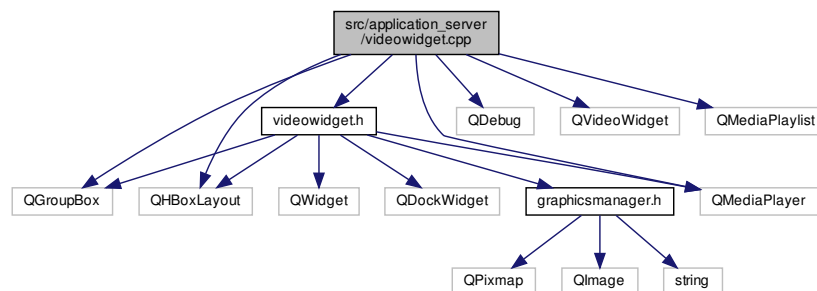 src/application_server
/videowidget.cpp
videowidget.h
QDebug
QVideoWidget
QMediaPlaylist
QGroupBox
QHBoxLayout
QWidget
QDockWidget
graphicsmanager.h
QMediaPlayer
QPixmap
QImage
string